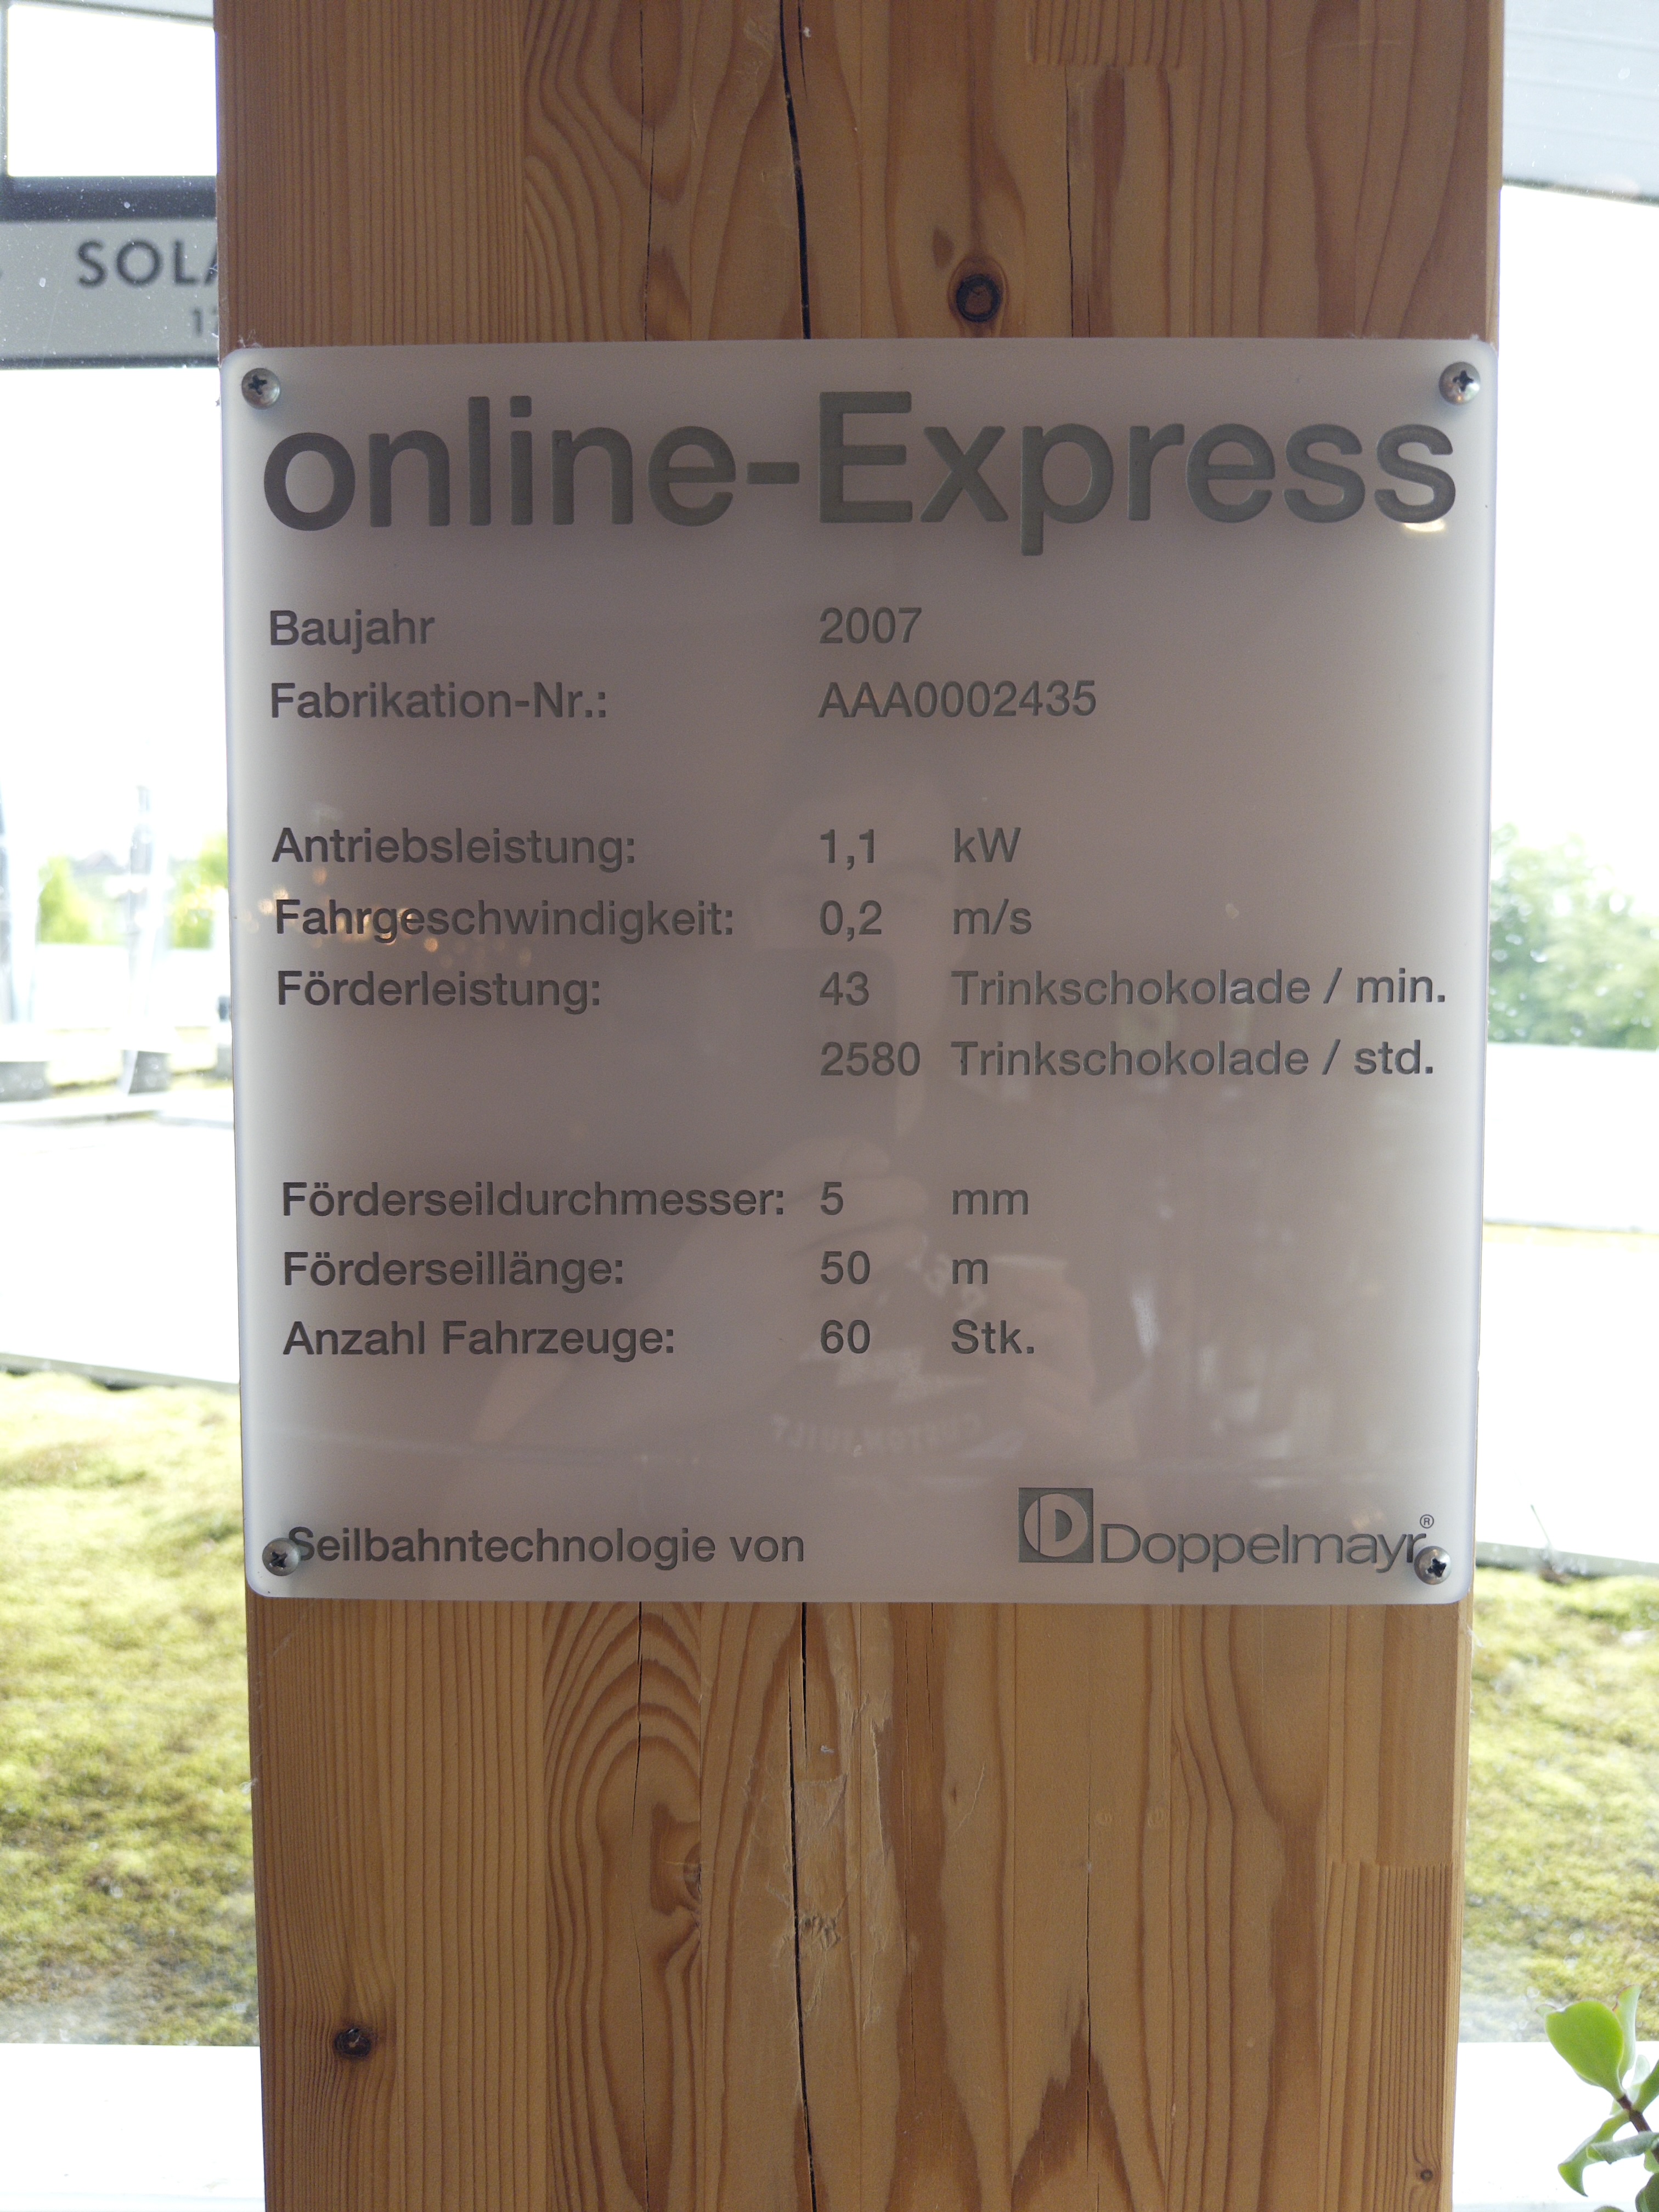 SOLA
17
online-Express
Baujahr 2007
Fabrikation-Nr.: AAA0002435
Antriebsleistung: 1,1 kW
Fahrgeschwindigkeit: 0,2 m/s
Förderleistung: 43 Trinkschokolade / min.
2580 Trinkschokolade / std.
Förderseildurchmesser: 5 mm
Förderseillänge: 50 m
Anzahl Fahrzeuge: 60 Stk.
Seilbahntechnologie von Doppelmayr®